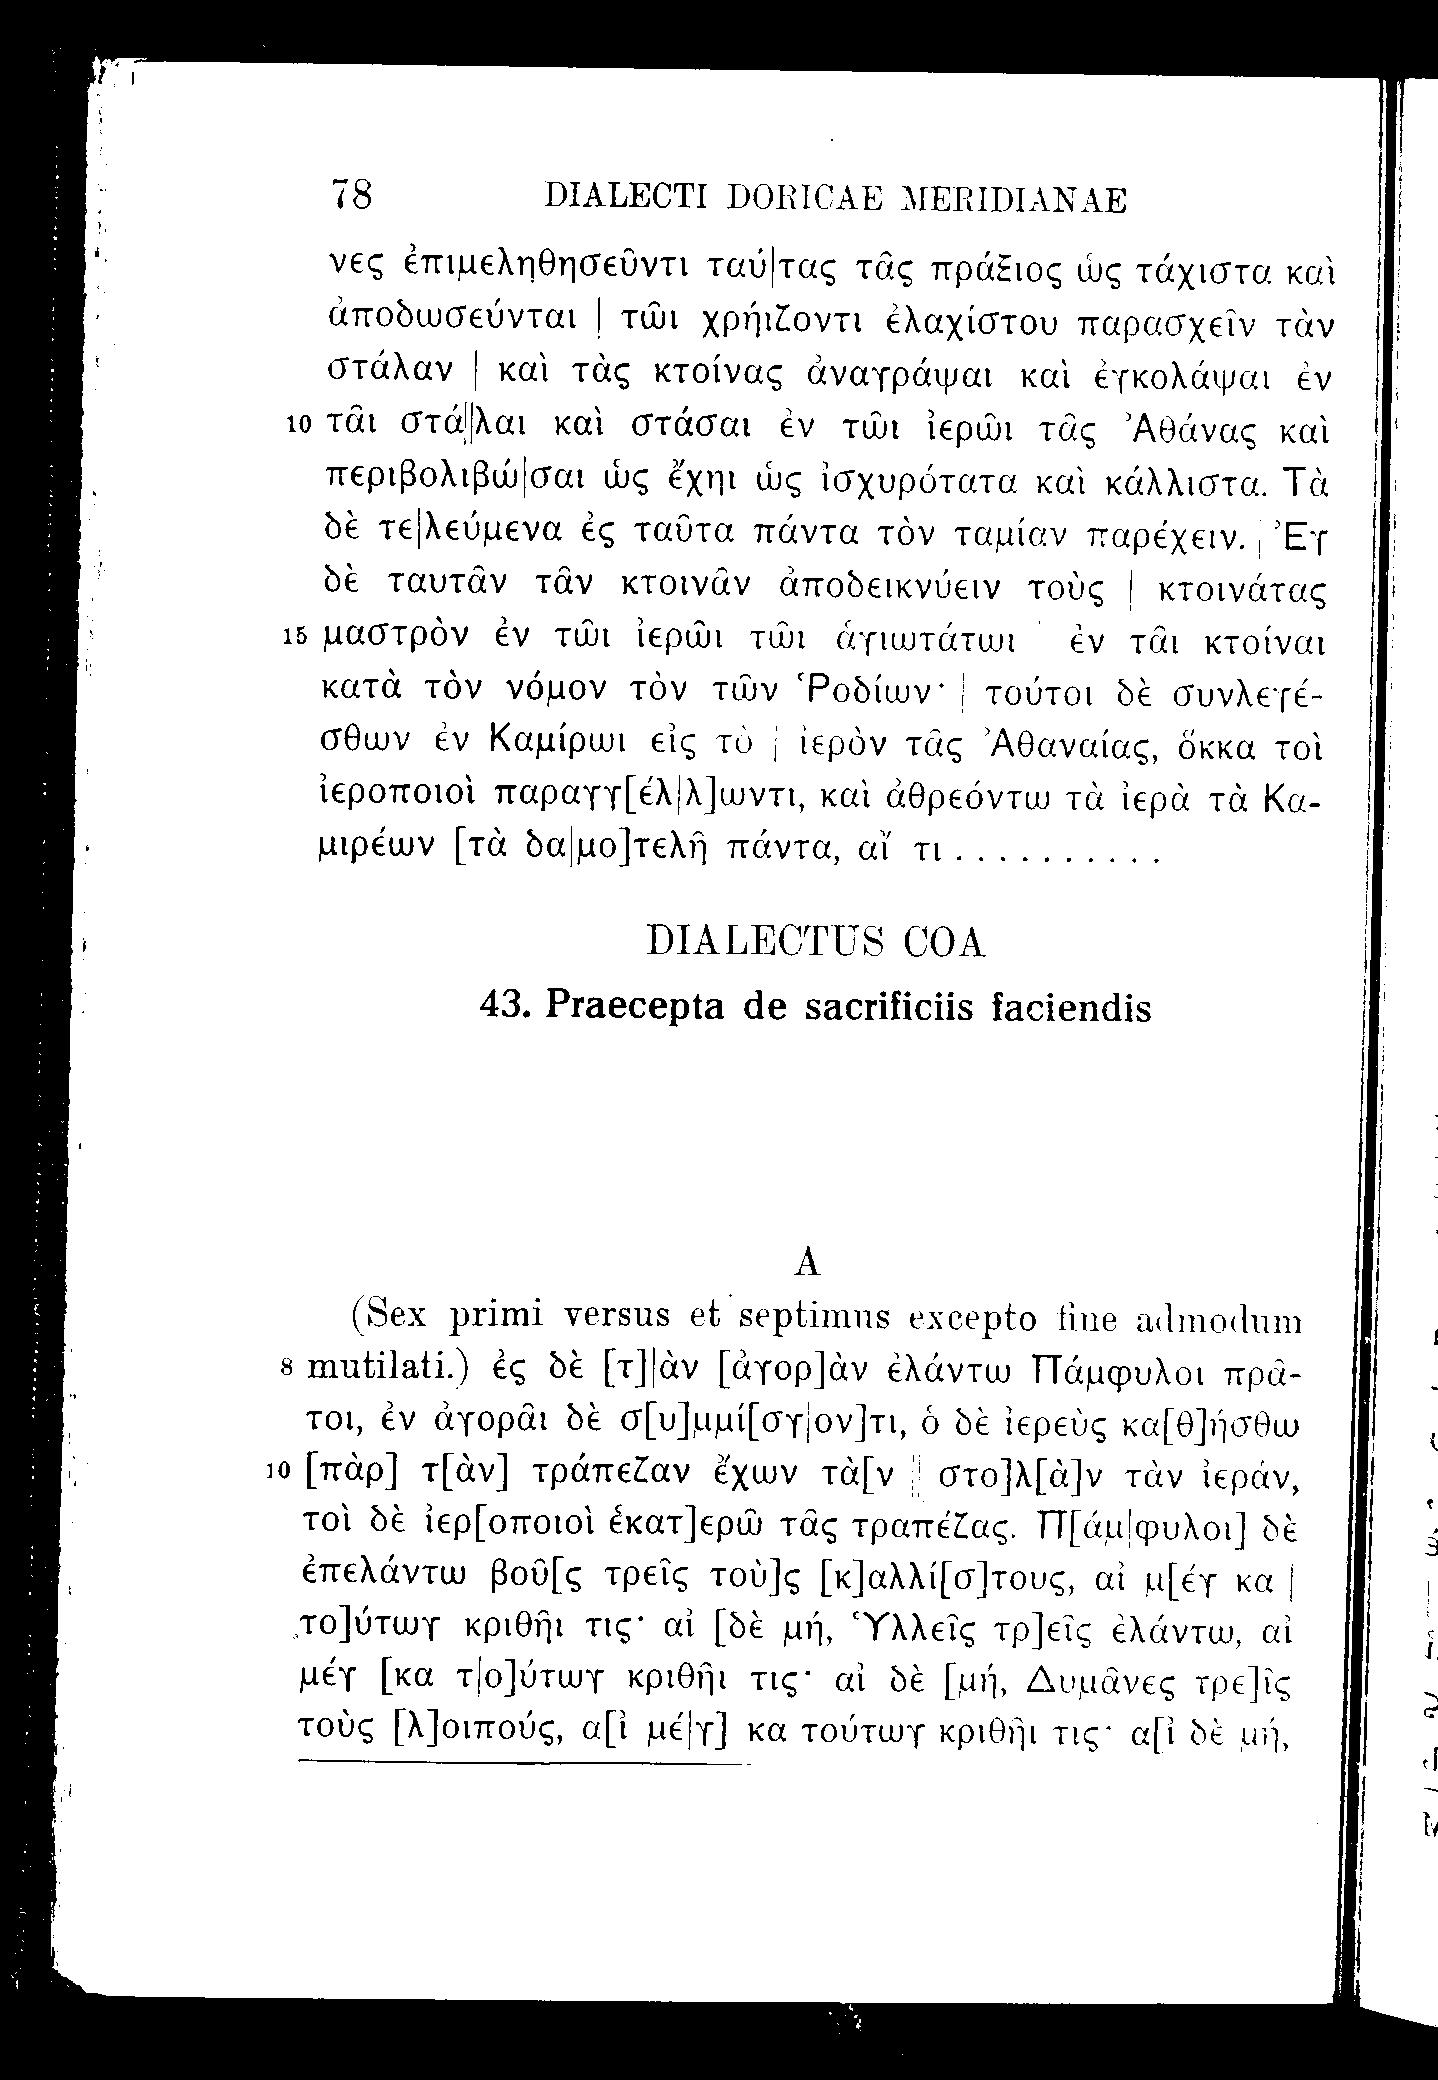 78 DIALECTI DORICAE MERIDIANAE
νες ἐπιμεληθησεῦντι ταύ|τας τᾶς πράξιος ὡς τάχιστα καὶ
ἀποδωσεύνται | τῶι χρήιζοντι ἐλαχίστου παρασχεῖν τὰν
στάλαν | καὶ τὰς κτοίνας ἀναγράψαι καὶ ἐγκολάψαι ἐν
10 τᾶι στά||λαι καὶ στάσαι ἐν τῶι ἱερῶι τᾶς Ἀθάνας καὶ
περιβολιβώ|σαι ὡς ἔχηι ὡς ἰσχυρότατα καὶ κάλλιστα. Τὰ
δὲ τε|λεύμενα ἐς ταῦτα πάντα τὸν ταμίαν παρέχειν. | Ἐγ
δὲ ταυτᾶν τᾶν κτοινᾶν ἀποδεικνύειν τοὺς | κτοινάτας
15 μαστρὸν ἐν τῶι ἱερῶι τῶι ἁγιωτάτωι ἐν τᾶι κτοίναι
κατὰ τὸν νόμον τὸν τῶν Ῥοδίων· | τούτοι δὲ συνλεγέ-
σθων ἐν Καμίρωι εἰς τὸ | ἱερὸν τᾶς Ἀθαναίας, ὅκκα τοὶ
ἱεροποιοὶ παραγγ[έλ|λ]ωντι, καὶ ἀθρεόντω τὰ ἱερὰ τὰ Κα-
μιρέων [τὰ δα|μο]τελῆ πάντα, αἴ τι . . . . . . . . . .
DIALECTUS COA
43. Praecepta de sacrificiis faciendis
A
(Sex primi versus et septimus excepto fine admodum
8 mutilati.) ἐς δὲ [τ]|ὰν [ἀγορ]ὰν ἐλάντω Πάμφυλοι πρᾶ-
τοι, ἐν ἀγορᾶι δὲ σ[υ]μμί[σγ|ον]τι, ὁ δὲ ἱερεὺς κα[θ]ήσθω
10 [πὰρ] τ[ὰν] τράπεζαν ἔχων τὰ[ν || στο]λ[ὰ]ν τὰν ἱεράν,
τοὶ δὲ ἱερ[οποιοὶ ἑκατ]ερῶ τᾶς τραπέζας. Π[άμ|φυλοι] δὲ
ἐπελάντω βοῦ[ς τρεῖς τοὺ]ς [κ]αλλί[σ]τους, αἰ μ[έγ κα |
το]ύτωγ κριθῆι τις· αἰ [δὲ μή, Ὑλλεῖς τρ]εῖς ἐλάντω, αἰ
μέγ [κα τ|ο]ύτωγ κριθῆι τις· αἰ δὲ [μή, Δυμᾶνες τρε]ῖς
τοὺς [λ]οιπούς, α[ἰ μέ|γ] κα τούτωγ κριθῆι τις· α[ἰ δὲ μή,